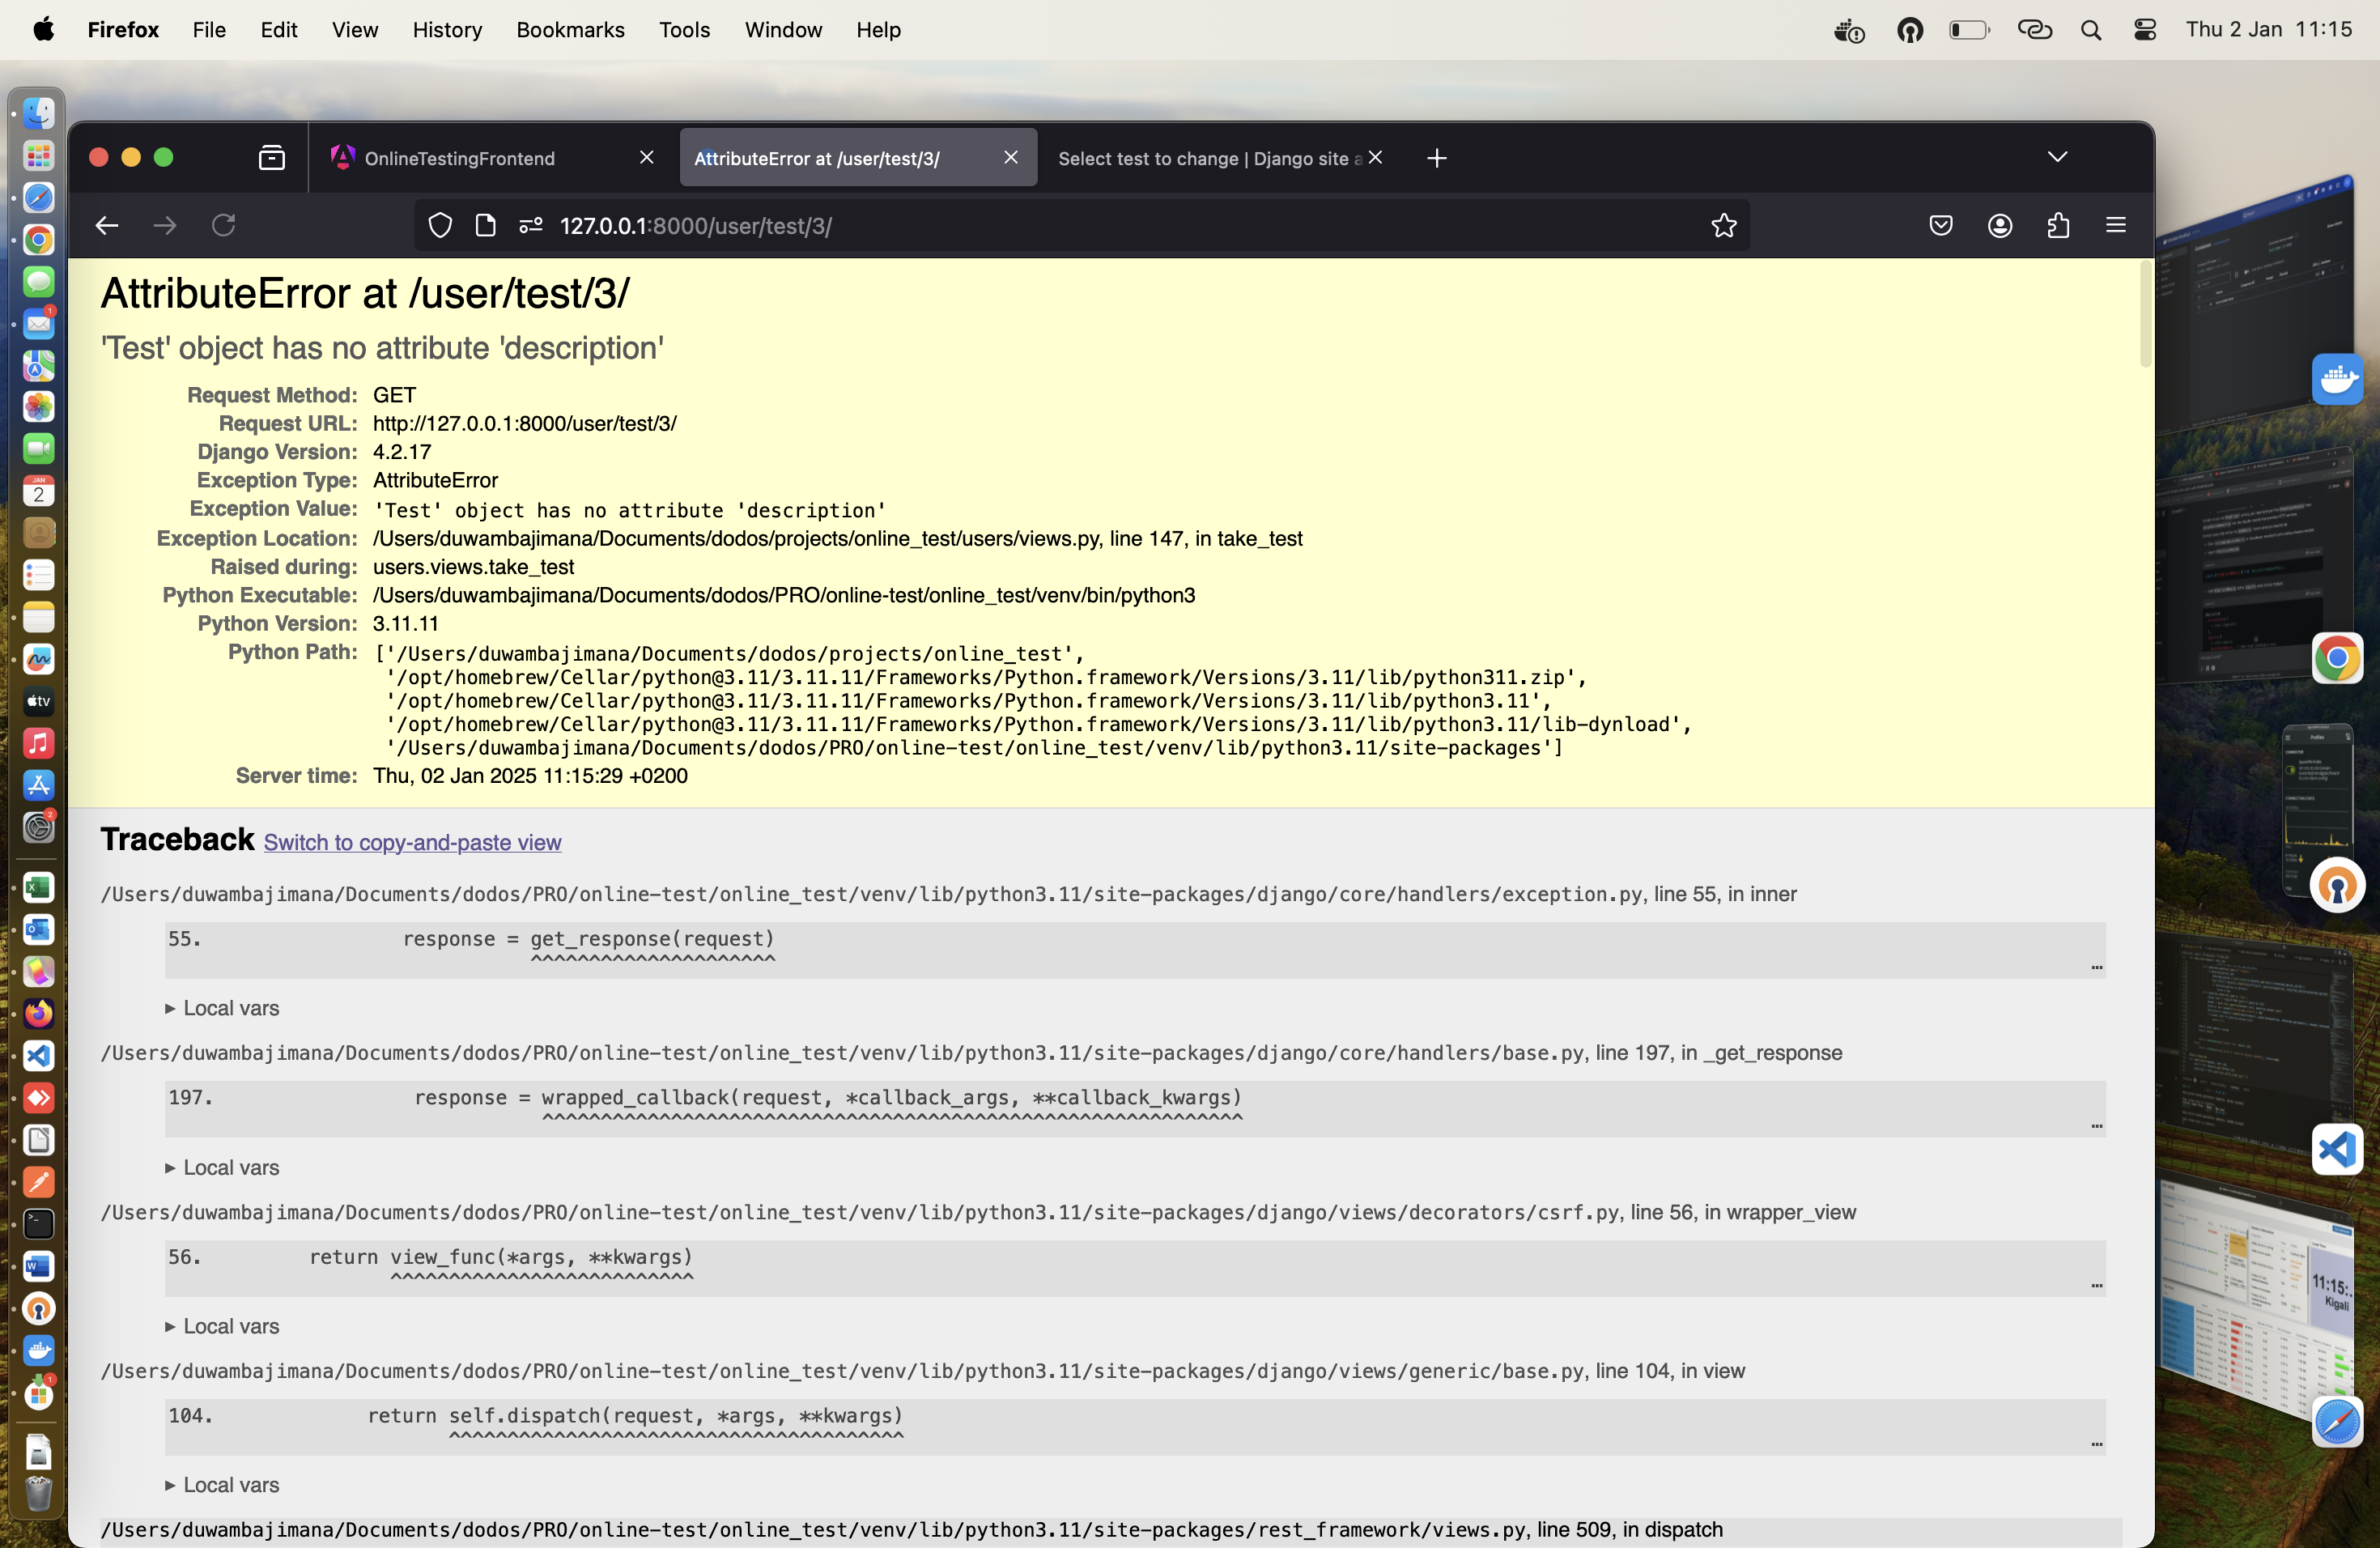 Firefox File Edit View History Bookmarks Tools Window Help Thu 2 Jan 11:15
OnlineTestingFrontend
AttributeError at /user/test/3/
Select test to change | Django site a
127.0.0.1:8000/user/test/3/
AttributeError at /user/test/3/
'Test' object has no attribute 'description'
Request Method: GET
Request URL: http://127.0.0.1:8000/user/test/3/
Django Version: 4.2.17
Exception Type: AttributeError
Exception Value: 'Test' object has no attribute 'description'
Exception Location: /Users/duwambajimana/Documents/dodos/projects/online_test/users/views.py, line 147, in take_test
Raised during: users.views.take_test
Python Executable: /Users/duwambajimana/Documents/dodos/PRO/online-test/online_test/venv/bin/python3
Python Version: 3.11.11
Python Path: ['/Users/duwambajimana/Documents/dodos/projects/online_test',
'/opt/homebrew/Cellar/python@3.11/3.11.11/Frameworks/Python.framework/Versions/3.11/lib/python311.zip',
'/opt/homebrew/Cellar/python@3.11/3.11.11/Frameworks/Python.framework/Versions/3.11/lib/python3.11',
'/opt/homebrew/Cellar/python@3.11/3.11.11/Frameworks/Python.framework/Versions/3.11/lib/python3.11/lib-dynload',
'/Users/duwambajimana/Documents/dodos/PRO/online-test/online_test/venv/lib/python3.11/site-packages']
Server time: Thu, 02 Jan 2025 11:15:29 +0200
Traceback Switch to copy-and-paste view
/Users/duwambajimana/Documents/dodos/PRO/online-test/online_test/venv/lib/python3.11/site-packages/django/core/handlers/exception.py, line 55, in inner
55. response = get_response(request)
^^^^^^^^^^^^^^^^^^^^^
…
▶ Local vars
/Users/duwambajimana/Documents/dodos/PRO/online-test/online_test/venv/lib/python3.11/site-packages/django/core/handlers/base.py, line 197, in _get_response
197. response = wrapped_callback(request, *callback_args, **callback_kwargs)
^^^^^^^^^^^^^^^^^^^^^^^^^^^^^^^^^^^^^^^^^^^^^^^^^^^^^^^^^^^^
…
▶ Local vars
/Users/duwambajimana/Documents/dodos/PRO/online-test/online_test/venv/lib/python3.11/site-packages/django/views/decorators/csrf.py, line 56, in wrapper_view
56. return view_func(*args, **kwargs)
^^^^^^^^^^^^^^^^^^^^^^^^^^
…
▶ Local vars
/Users/duwambajimana/Documents/dodos/PRO/online-test/online_test/venv/lib/python3.11/site-packages/django/views/generic/base.py, line 104, in view
104. return self.dispatch(request, *args, **kwargs)
^^^^^^^^^^^^^^^^^^^^^^^^^^^^^^^^^^^^^^^
…
▶ Local vars
/Users/duwambajimana/Documents/dodos/PRO/online-test/online_test/venv/lib/python3.11/site-packages/rest_framework/views.py, line 509, in dispatch
JAN
2
tv
11:15:.
Kigali